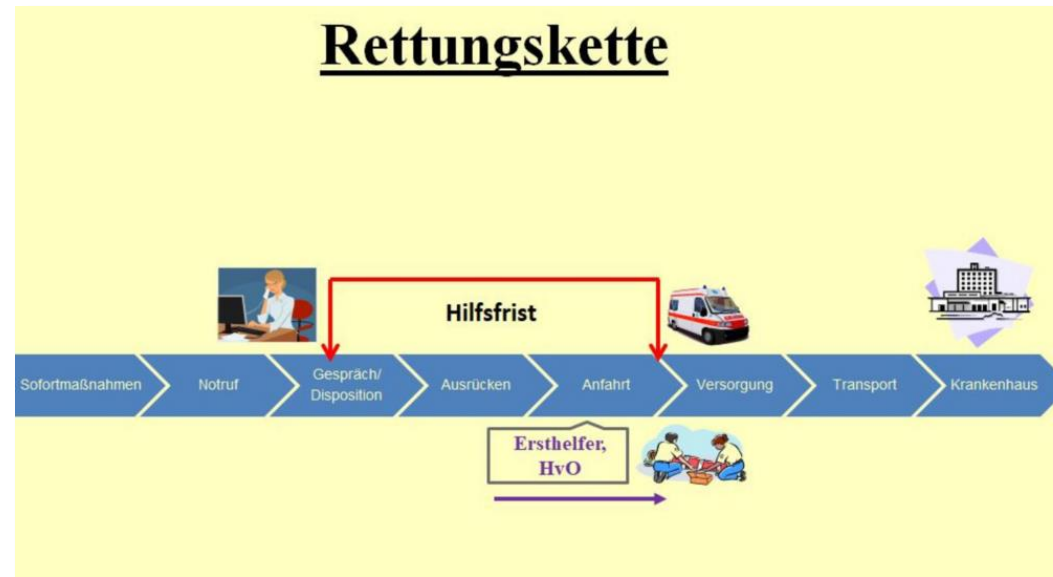 Rettungskette
Hilfsfrist
Sofortmaßnahmen
Notruf
Gespräch/
Disposition
Ausrücken
Anfahrt
Versorgung
Transport
Krankenhaus
Ersthelfer,
HvO